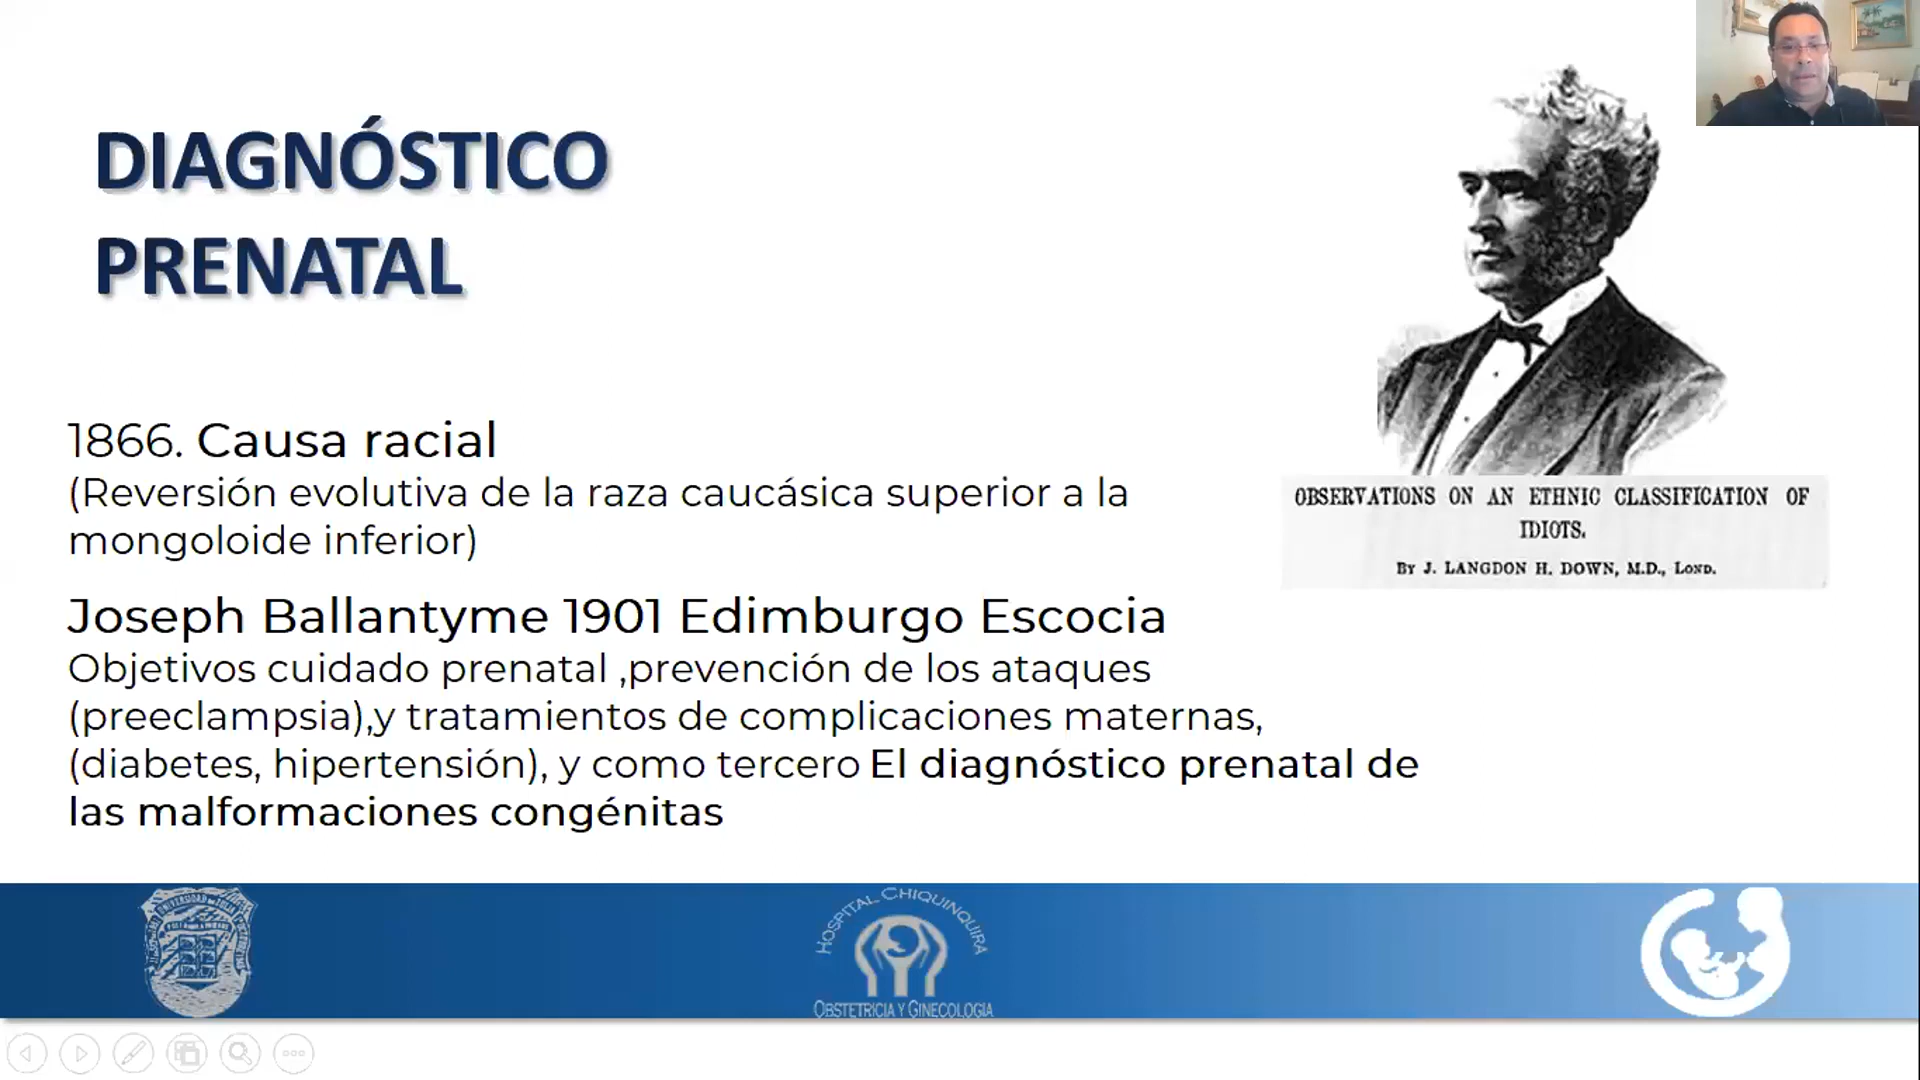 DIAGNÓSTICO
PRENATAL
1866. Causa racial
(Reversión evolutiva de la raza caucásica superior a la
mongoloide inferior)
Joseph Ballantyme 1901 Edimburgo Escocia
Objetivos cuidado prenatal ,prevención de los ataques
(preeclampsia),y tratamientos de complicaciones maternas,
(diabetes, hipertensión), y como tercero El diagnóstico prenatal de
las malformaciones congénitas
OBSERVATIONS ON AN ETHNIC CLASSIFICATION OF
IDIOTS.
By J. LANGDON H. DOWN, M.D., Lond.
HOSPITAL CHIQUINQUIRA
OBSTETRICIA Y GINECOLOGIA